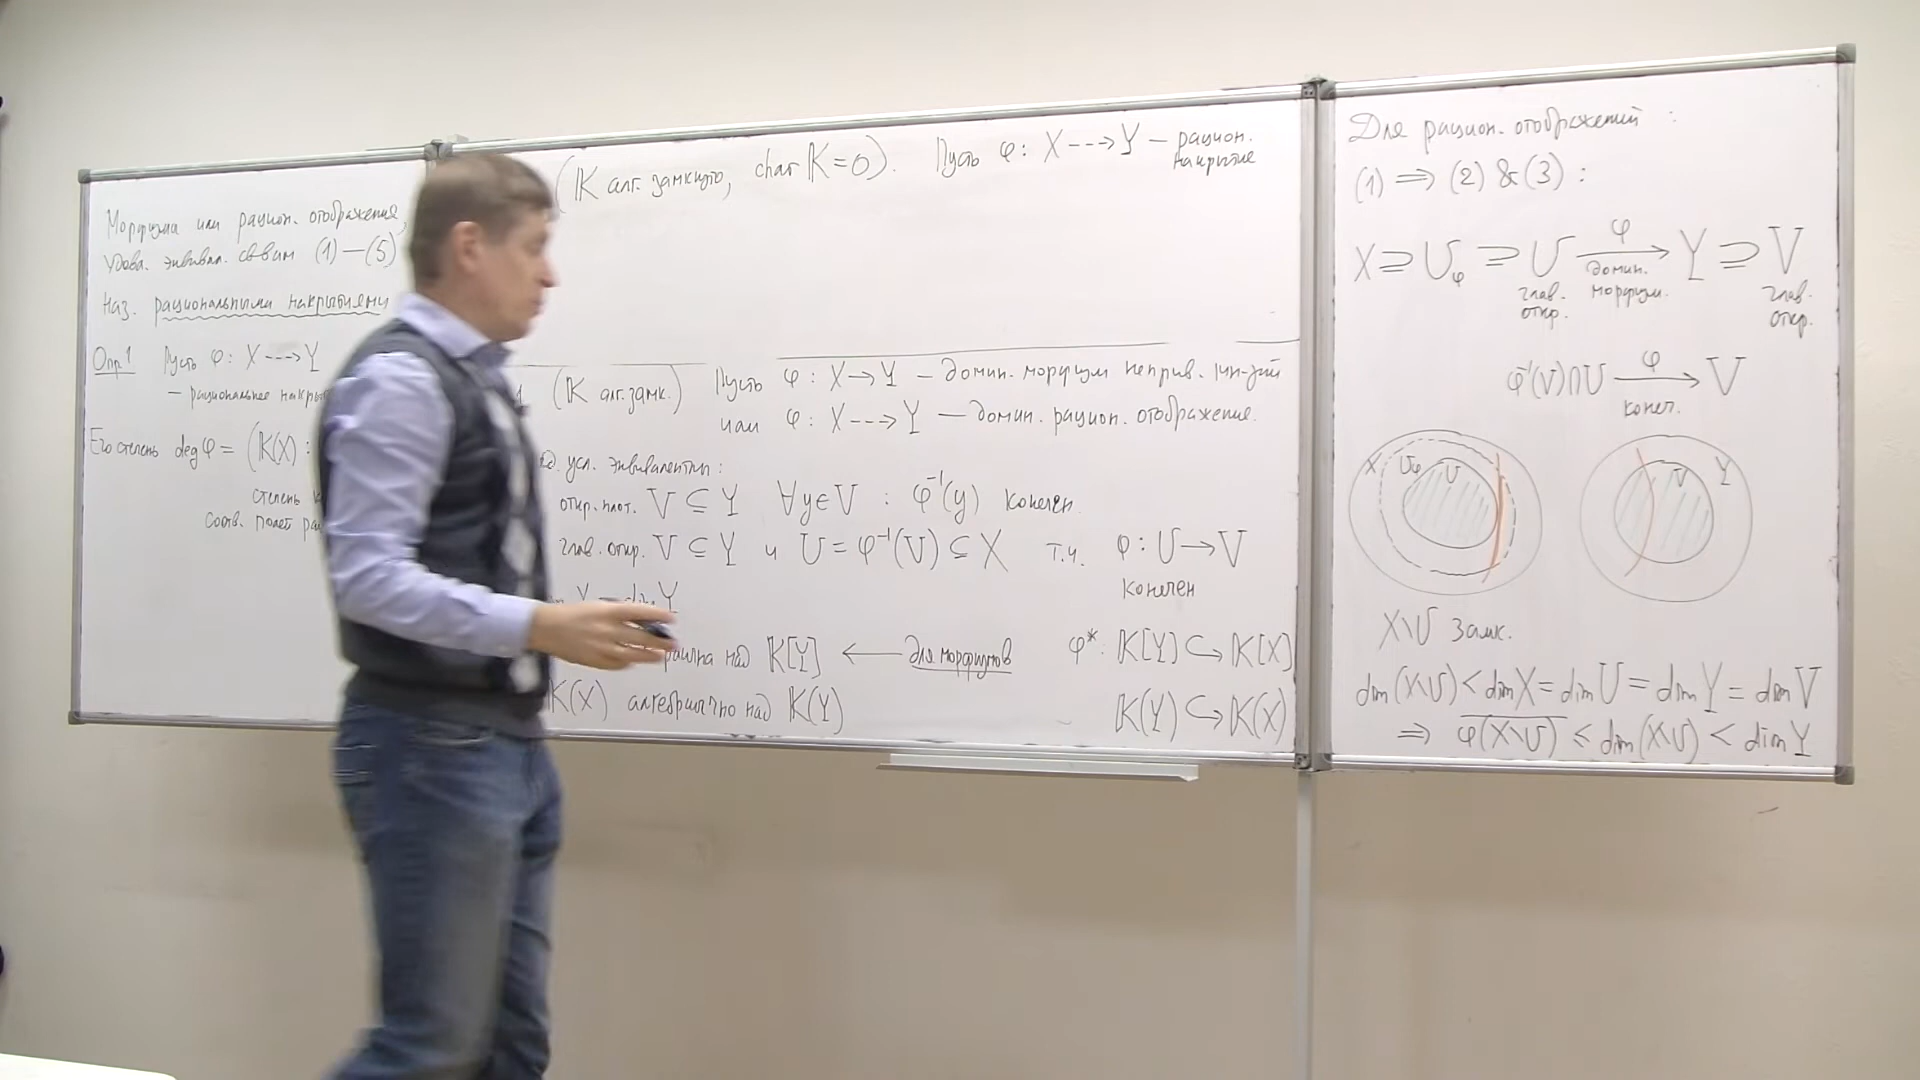 Морфизмы или рацион. отображения,
удовл. эквивал. св-вам (1)—(5)
наз. рациональными накрытиями
Опр 1 Пусть φ: X ⇢ Y
— рациональное
Его степень deg φ = (𝕂(X) :
степень
соотв. полей
(𝕂 алг. замкнуто, char 𝕂 = 0). Пусть φ: X ⇢ Y — рацион.
накрытие
1 (𝕂 алг. замк.) Пусть φ: X → Y — домин. морфизм неприв.
или φ: X ⇢ Y — домин. рацион. отображение.
усл. эквивалентны:
откр. плот. V ⊆ Y ∀y∈V : φ⁻¹(y) конечен.
глав. откр. V ⊆ Y и U = φ⁻¹(V) ⊆ X т.ч. φ: U → V
конечен
X = dim Y
над 𝕂[Y] ← для морфизмов φ*: 𝕂[Y] ↪ 𝕂[X]
𝕂(X) алгебраично над 𝕂(Y) 𝕂(Y) ↪ 𝕂(X)
Для рацион. отображений :
(1) ⇒ (2) & (3) :
X ⊇ U_φ ⊇ U →^φ Y ⊇ V
глав. откр. домин. морфизм. глав. откр.
φ⁻¹(V)∩U →^φ V
конеч.
X U_φ U V Y
X∖U замк.
dim(X∖U) < dim X = dim U = dim Y = dim V
⇒ \overline{φ(X∖U)} ≤ dim(X∖U) < dim Y